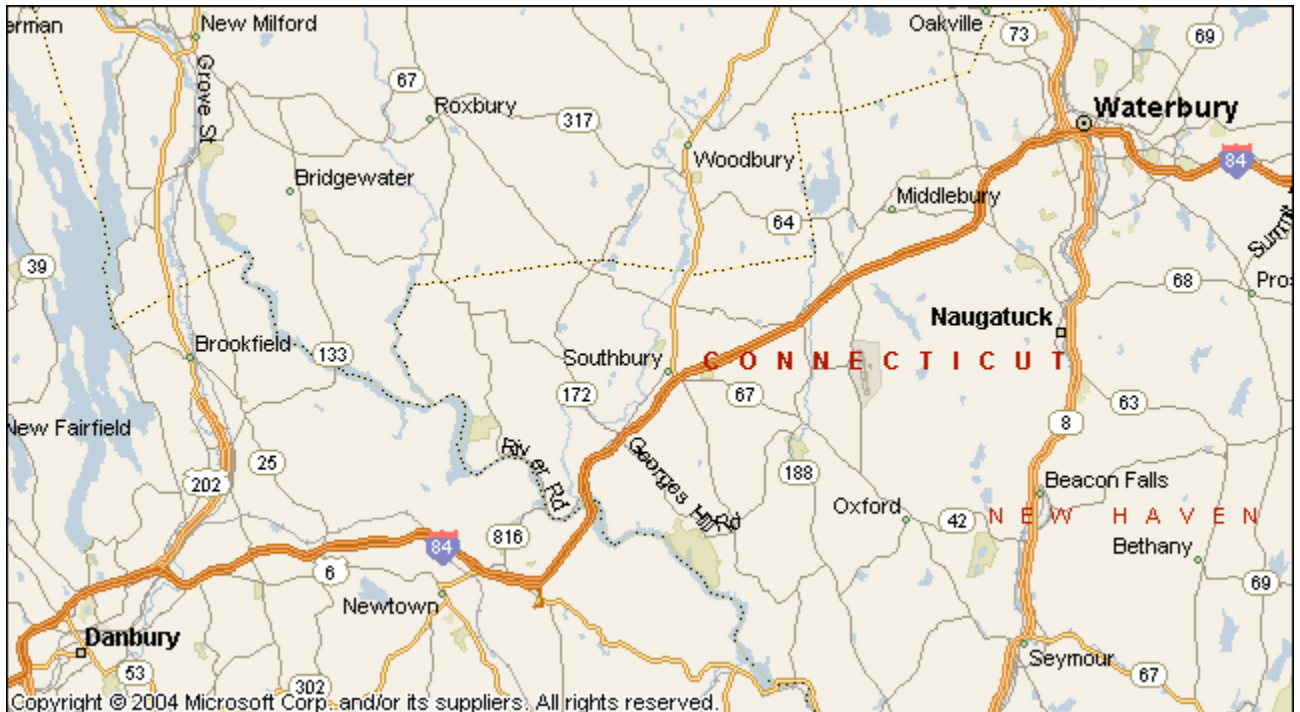 erman
New Milford
Oakville
73
69
Grove St
67
Roxbury
317
Waterbury
84
Woodbury
Bridgewater
Middlebury
64
39
68
Naugatuck
Brookfield
133
Southbury
CONNECTICUT
172
67
63
8
New Fairfield
River Rd
Georges Hill Rd
25
202
188
Beacon Falls
Oxford
42
NEW HAVEN
816
84
Bethany
6
69
Newtown
Danbury
Seymour
53
67
302
Copyright © 2004 Microsoft Corp. and/or its suppliers. All rights reserved.